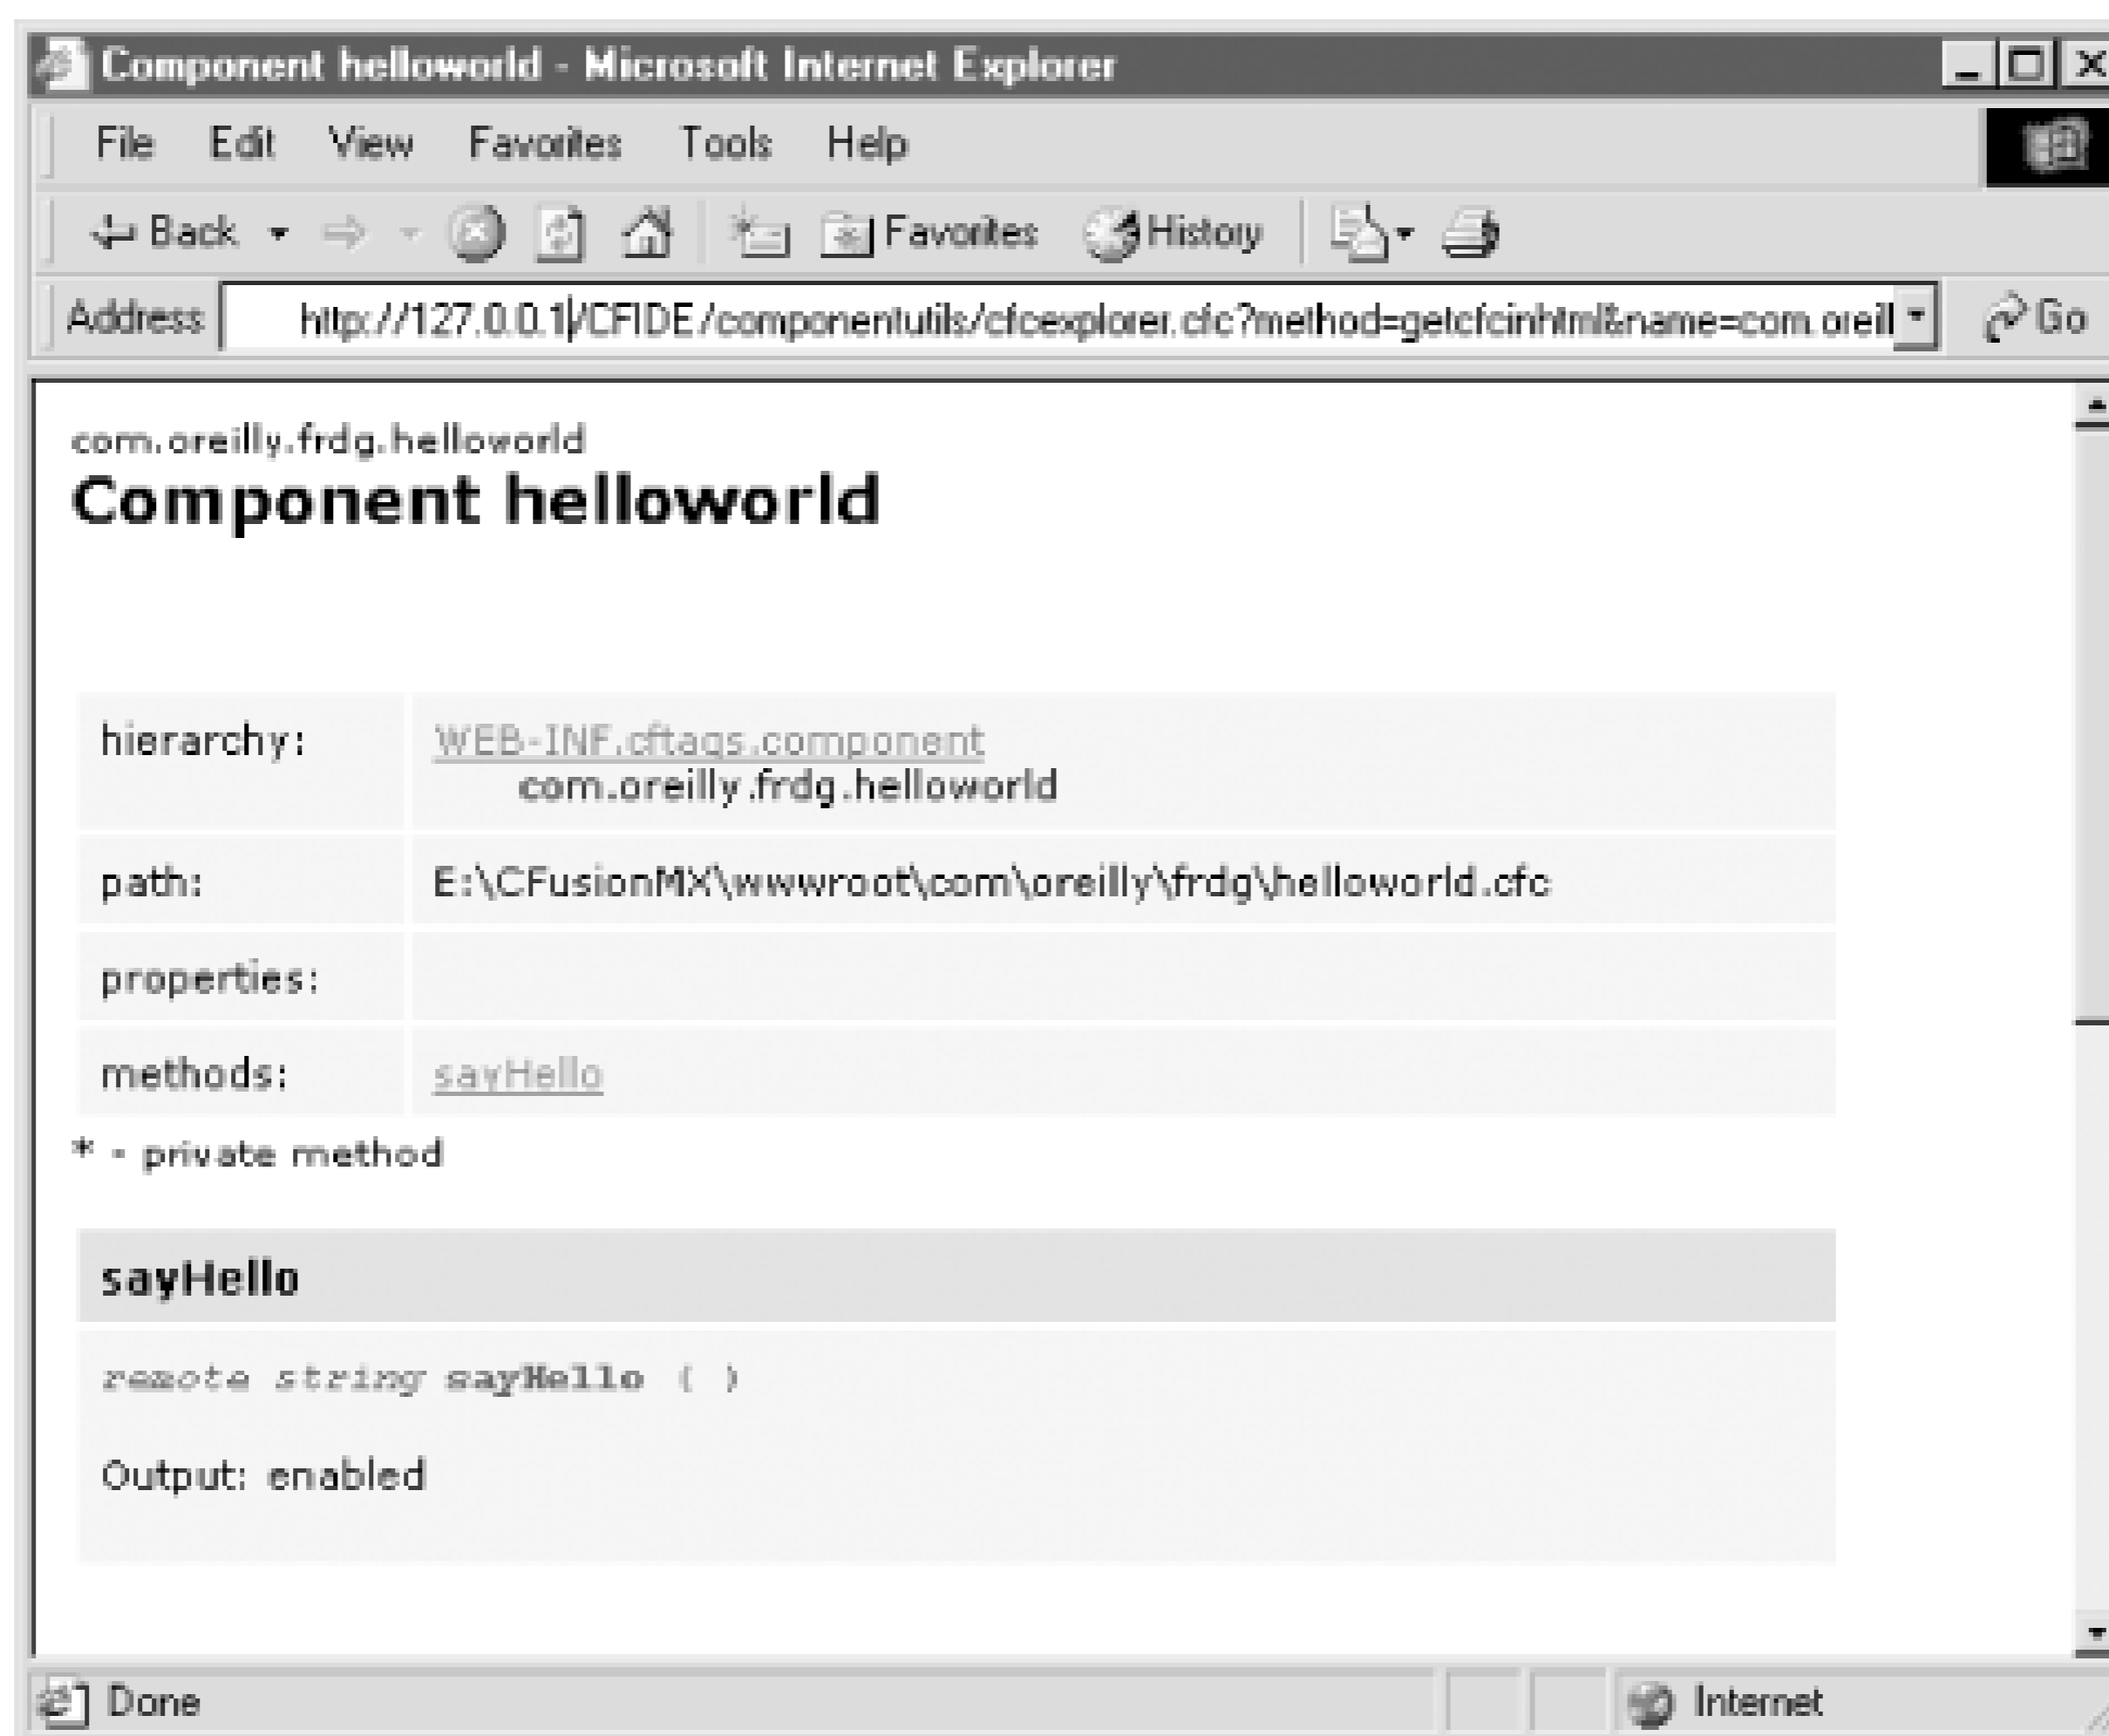 Component helloworld - Microsoft Internet Explorer
File Edit View Favorites Tools Help
Back Favorites History
Address http://127.0.0.1/CFIDE/componentutils/cfcexplorer.cfc?method=getcfcinhtml&name=com.oreill Go
com.oreilly.frdg.helloworld
Component helloworld
hierarchy: WEB-INF.cftags.component
com.oreilly.frdg.helloworld
path: E:\CFusionMX\wwwroot\com\oreilly\frdg\helloworld.cfc
properties:
methods: sayHello
* - private method
sayHello
remote string sayHello ( )
Output: enabled
Done Internet